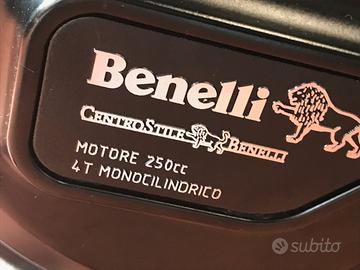 Benelli
CENTROSTILE BENELLI
MOTORE 250cc
4T MONOCILINDRICO
subito